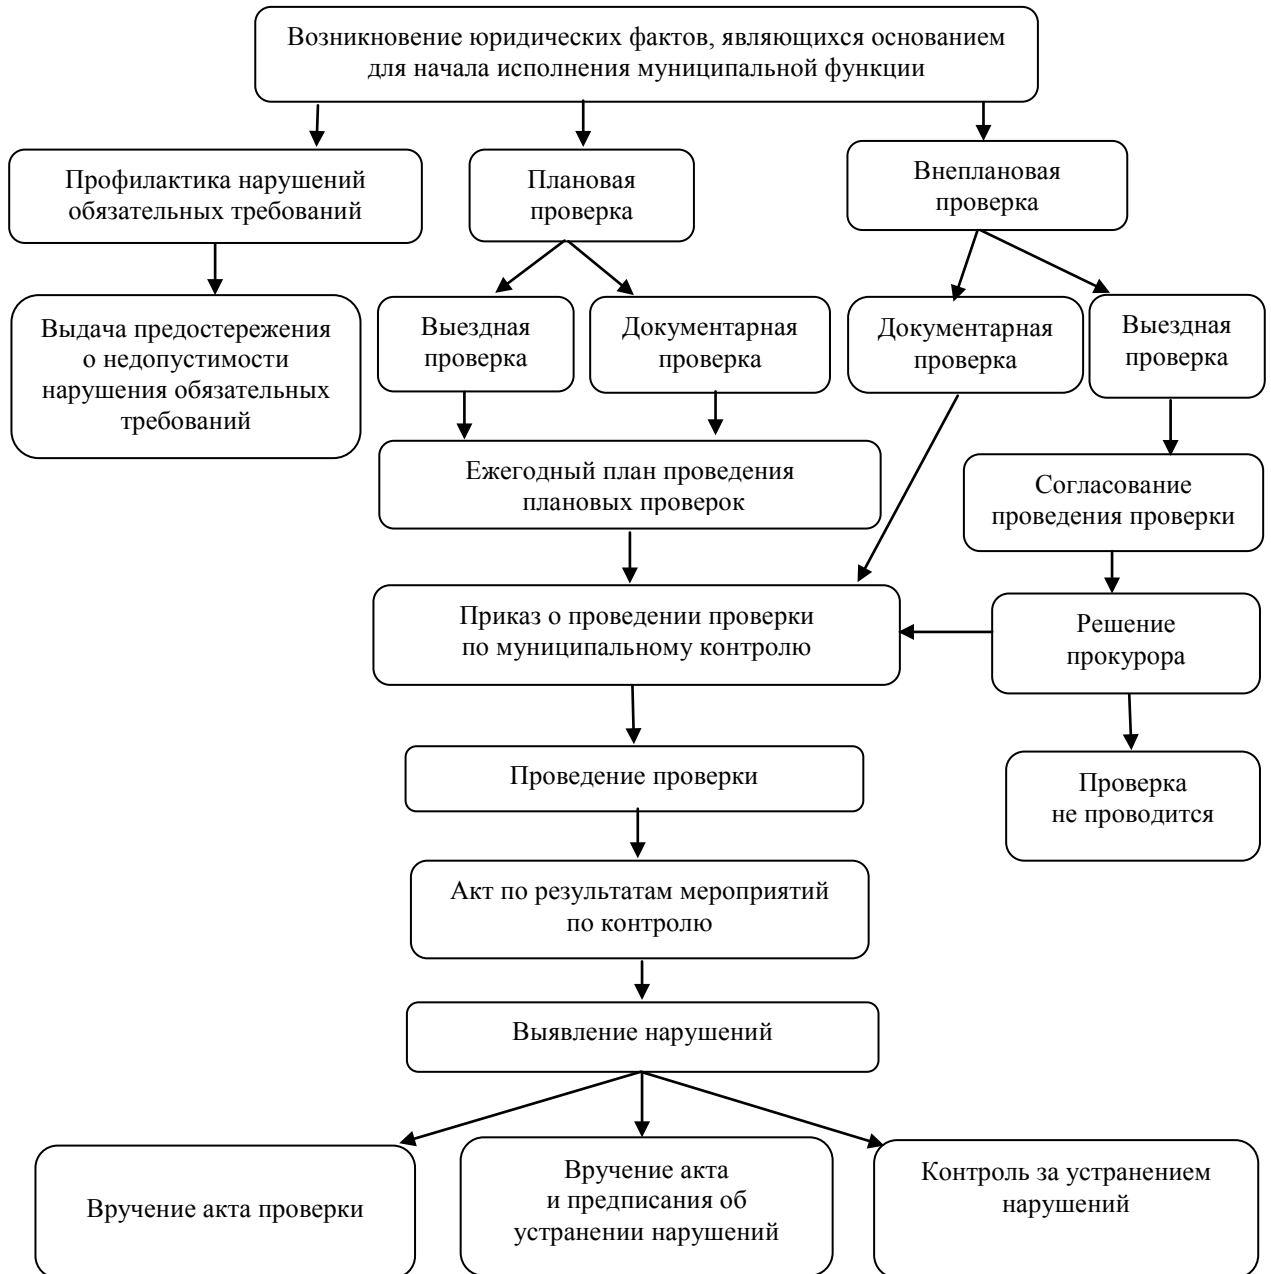 Возникновение юридических фактов, являющихся основанием
для начала исполнения муниципальной функции
Профилактика нарушений
обязательных требований
Плановая
проверка
Внеплановая
проверка
Выдача предостережения
о недопустимости
нарушения обязательных
требований
Выездная
проверка
Документарная
проверка
Документарная
проверка
Выездная
проверка
Ежегодный план проведения
плановых проверок
Согласование
проведения проверки
Приказ о проведении проверки
по муниципальному контролю
Решение
прокурора
Проведение проверки
Проверка
не проводится
Акт по результатам мероприятий
по контролю
Выявление нарушений
Вручение акта проверки
Вручение акта
и предписания об
устранении нарушений
Контроль за устранением
нарушений